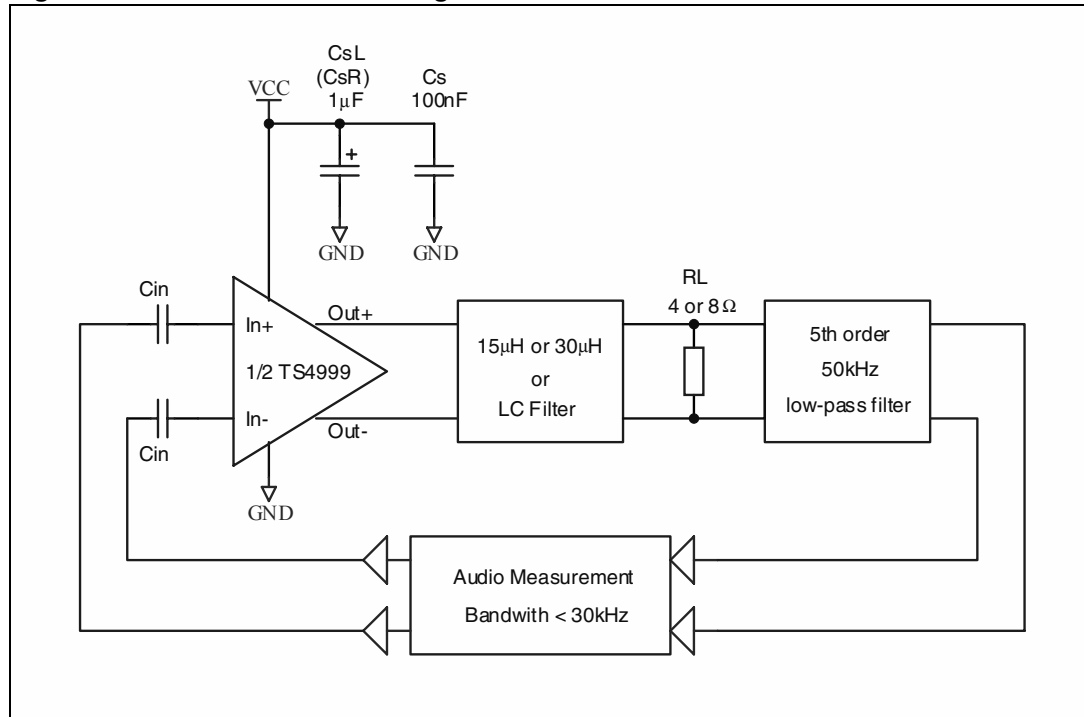 CsL
(CsR)
1µF
Cs
100nF
VCC
+
GND
GND
Cin
In+
Out+
1/2 TS4999
In-
Out-
Cin
GND
15µH or 30µH
or
LC Filter
RL
4 or 8Ω
5th order
50kHz
low-pass filter
Audio Measurement
Bandwith < 30kHz